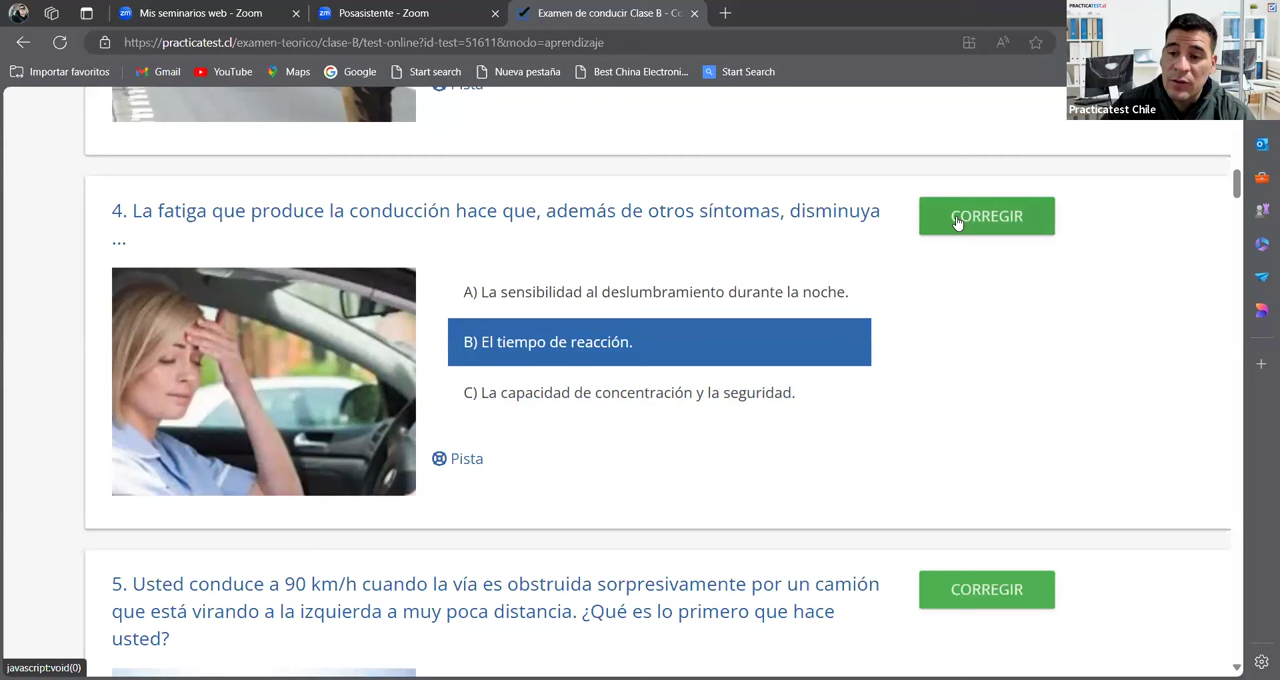 Mis seminarios web - Zoom
Posasistente - Zoom
Examen de conducir Clase B - Co
https://practicatest.cl/examen-teorico/clase-B/test-online?id-test=51611&modo=aprendizaje
Importar favoritos
Gmail
YouTube
Maps
Google
Start search
Nueva pestaña
Best China Electroni...
Start Search
PRACTICATEST.cl
Practicatest Chile
Pista
4. La fatiga que produce la conducción hace que, además de otros síntomas, disminuya
...
CORREGIR
A) La sensibilidad al deslumbramiento durante la noche.
B) El tiempo de reacción.
C) La capacidad de concentración y la seguridad.
Pista
5. Usted conduce a 90 km/h cuando la vía es obstruida sorpresivamente por un camión
que está virando a la izquierda a muy poca distancia. ¿Qué es lo primero que hace
usted?
CORREGIR
javascript:void(0)